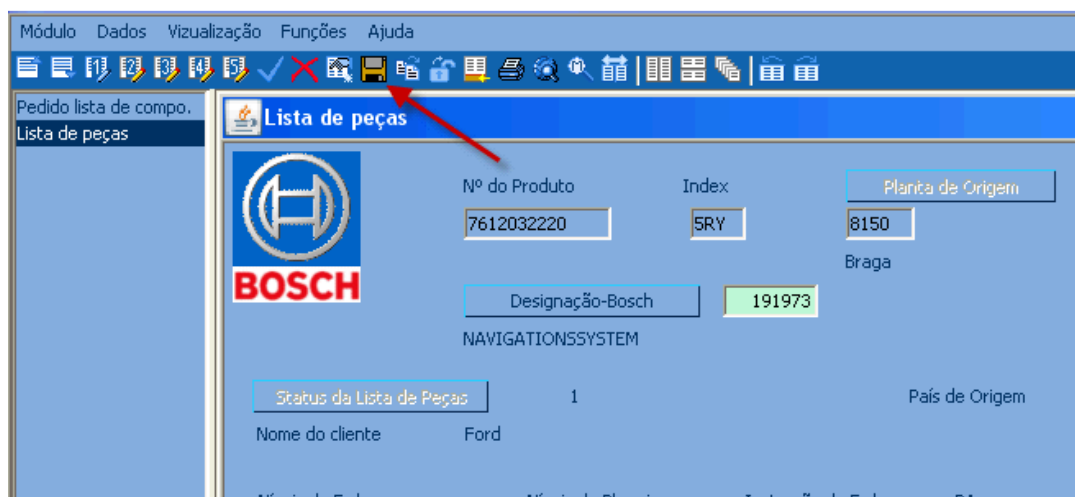 Módulo Dados Vizualização Funções Ajuda
Pedido lista de compo.
Lista de peças
Lista de peças
Nº do Produto Index Planta de Origem
7612032220 5RY 8150
Braga
BOSCH
Designação-Bosch 191973
NAVIGATIONSSYSTEM
Status da Lista de Peças 1 País de Origem
Nome do cliente Ford